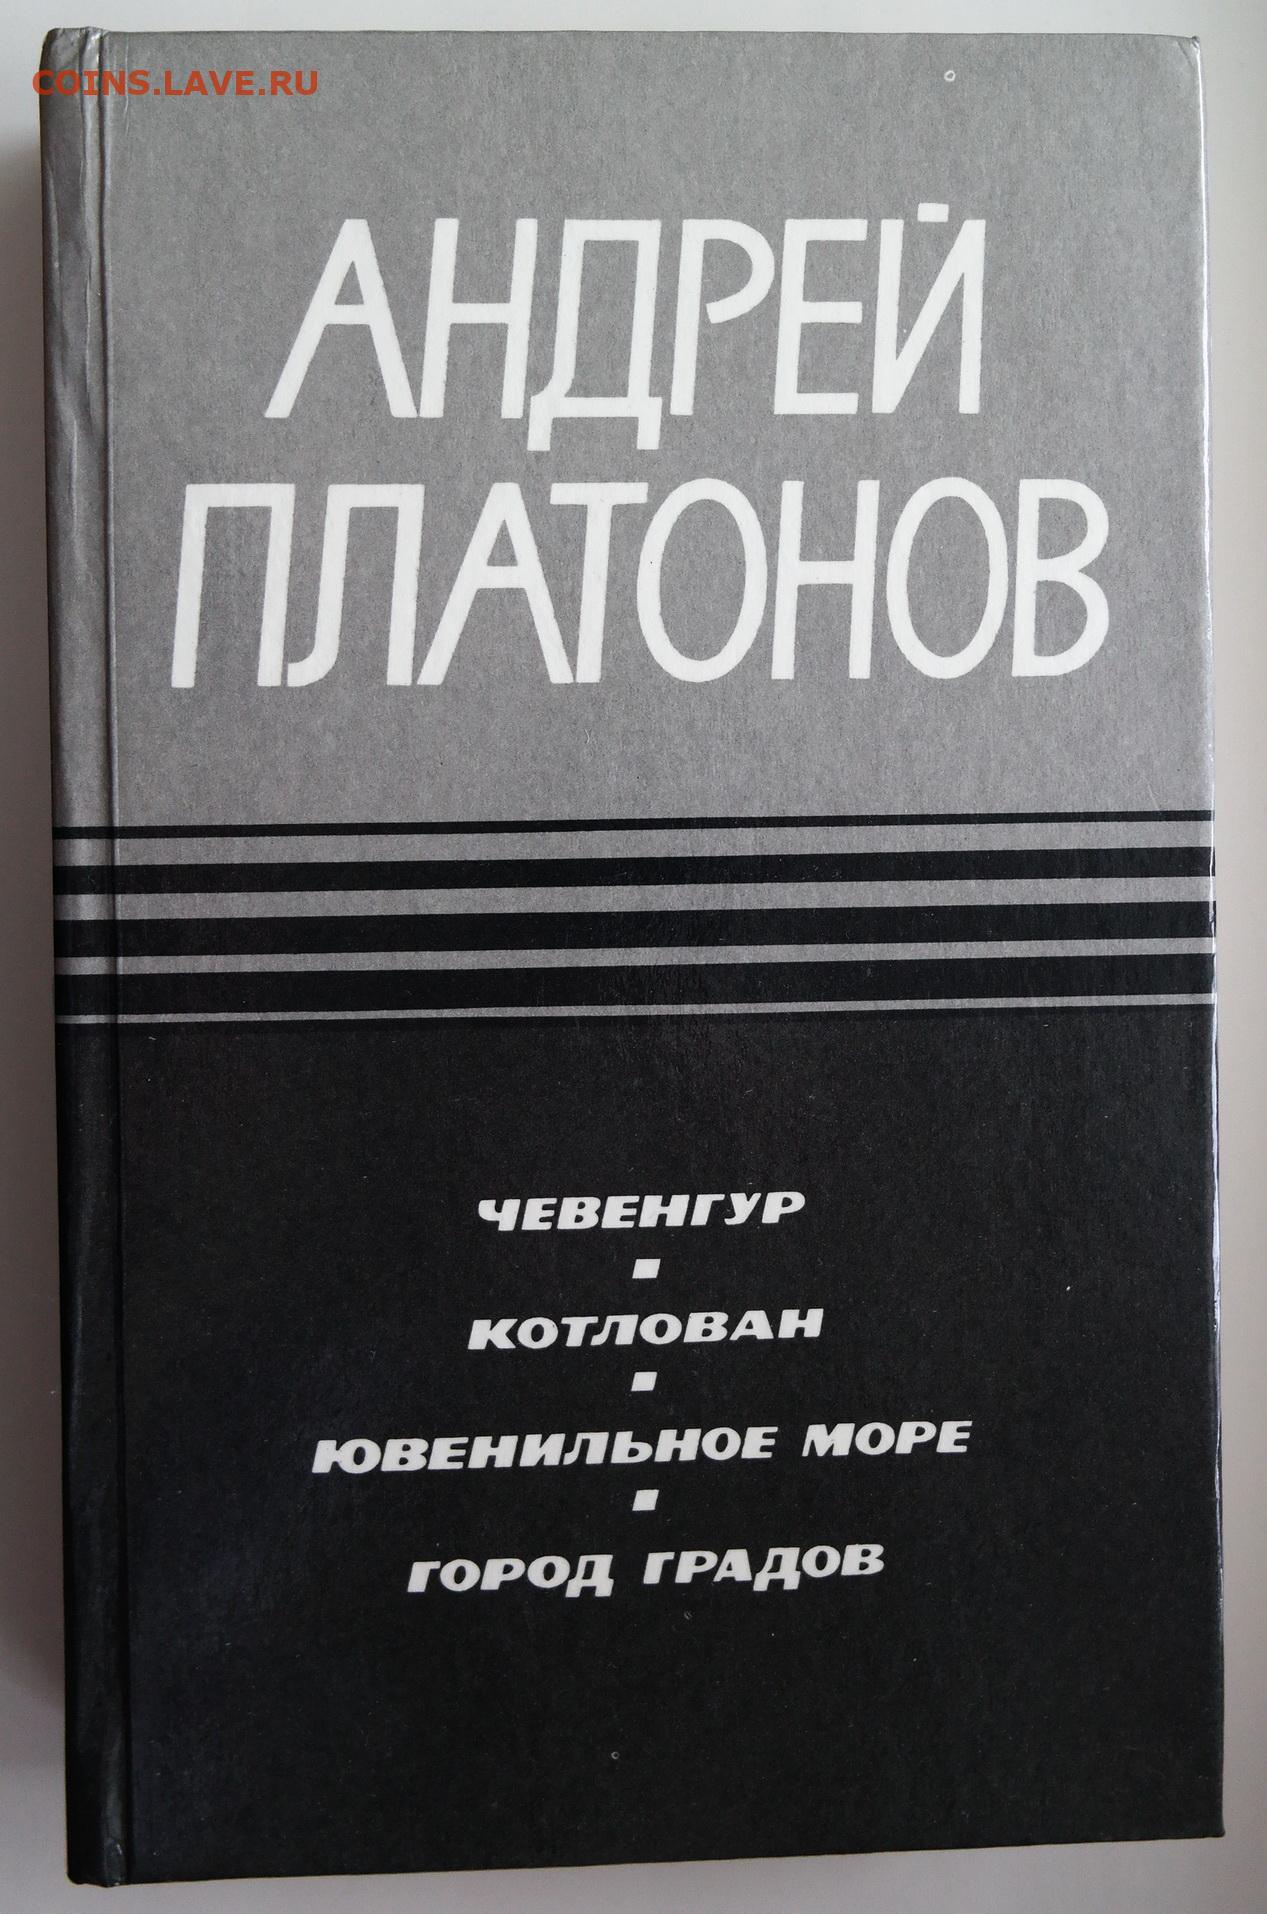 COINS.LAVE.RU
АНДРЕЙ
ПЛАТОНОВ
ЧЕВЕНГУР
КОТЛОВАН
ЮВЕНИЛЬНОЕ МОРЕ
ГОРОД ГРАДОВ